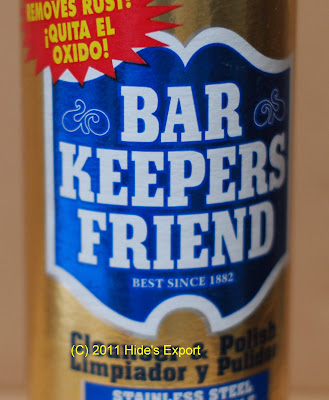 REMOVES RUST!
¡QUITA EL
OXIDO!
BAR
KEEPERS
FRIEND
BEST SINCE 1882
Cleanser & Polish
(C) 2011 Hide's Export
Limpiador y Pulidor
STAINLESS STEEL